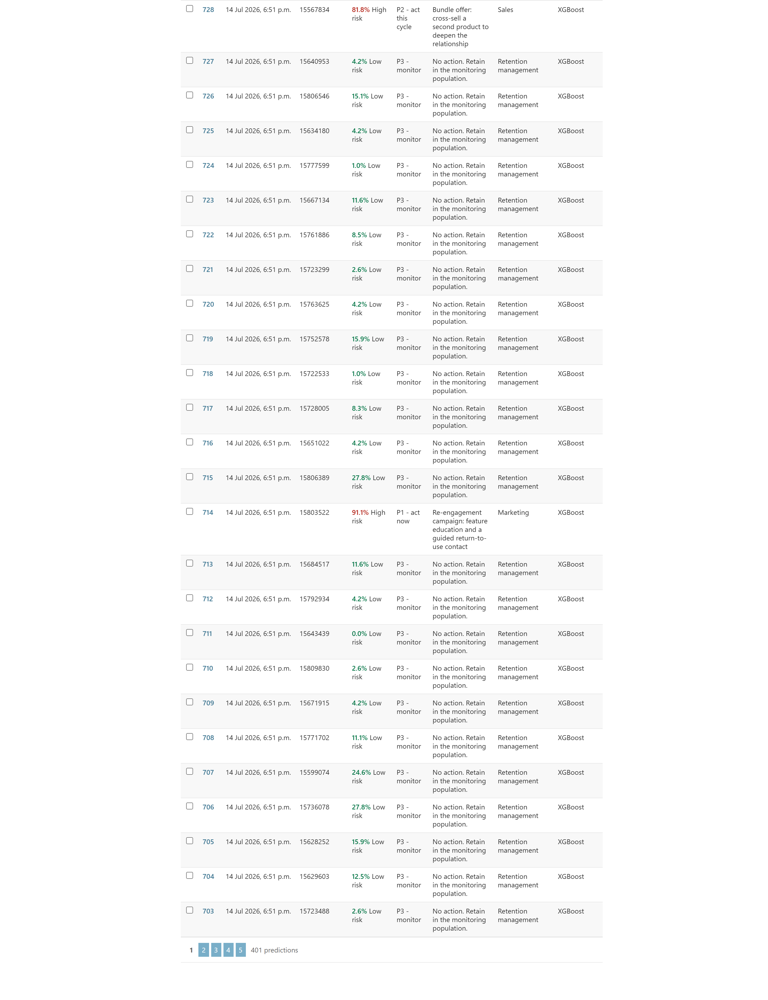 728 14 Jul 2026, 6:51 p.m. 15567834 81.8% High risk P2 - act this cycle Bundle offer: cross-sell a second product to deepen the relationship Sales XGBoost
727 14 Jul 2026, 6:51 p.m. 15640953 4.2% Low risk P3 - monitor No action. Retain in the monitoring population. Retention management XGBoost
726 14 Jul 2026, 6:51 p.m. 15806546 15.1% Low risk P3 - monitor No action. Retain in the monitoring population. Retention management XGBoost
725 14 Jul 2026, 6:51 p.m. 15634180 4.2% Low risk P3 - monitor No action. Retain in the monitoring population. Retention management XGBoost
724 14 Jul 2026, 6:51 p.m. 15777599 1.0% Low risk P3 - monitor No action. Retain in the monitoring population. Retention management XGBoost
723 14 Jul 2026, 6:51 p.m. 15667134 11.6% Low risk P3 - monitor No action. Retain in the monitoring population. Retention management XGBoost
722 14 Jul 2026, 6:51 p.m. 15761886 8.5% Low risk P3 - monitor No action. Retain in the monitoring population. Retention management XGBoost
721 14 Jul 2026, 6:51 p.m. 15723299 2.6% Low risk P3 - monitor No action. Retain in the monitoring population. Retention management XGBoost
720 14 Jul 2026, 6:51 p.m. 15763625 4.2% Low risk P3 - monitor No action. Retain in the monitoring population. Retention management XGBoost
719 14 Jul 2026, 6:51 p.m. 15752578 15.9% Low risk P3 - monitor No action. Retain in the monitoring population. Retention management XGBoost
718 14 Jul 2026, 6:51 p.m. 15722533 1.0% Low risk P3 - monitor No action. Retain in the monitoring population. Retention management XGBoost
717 14 Jul 2026, 6:51 p.m. 15728005 8.3% Low risk P3 - monitor No action. Retain in the monitoring population. Retention management XGBoost
716 14 Jul 2026, 6:51 p.m. 15651022 4.2% Low risk P3 - monitor No action. Retain in the monitoring population. Retention management XGBoost
715 14 Jul 2026, 6:51 p.m. 15806389 27.8% Low risk P3 - monitor No action. Retain in the monitoring population. Retention management XGBoost
714 14 Jul 2026, 6:51 p.m. 15803522 91.1% High risk P1 - act now Re-engagement campaign: feature education and a guided return-to-use contact Marketing XGBoost
713 14 Jul 2026, 6:51 p.m. 15684517 11.6% Low risk P3 - monitor No action. Retain in the monitoring population. Retention management XGBoost
712 14 Jul 2026, 6:51 p.m. 15792934 4.2% Low risk P3 - monitor No action. Retain in the monitoring population. Retention management XGBoost
711 14 Jul 2026, 6:51 p.m. 15643439 0.0% Low risk P3 - monitor No action. Retain in the monitoring population. Retention management XGBoost
710 14 Jul 2026, 6:51 p.m. 15809830 2.6% Low risk P3 - monitor No action. Retain in the monitoring population. Retention management XGBoost
709 14 Jul 2026, 6:51 p.m. 15671915 4.2% Low risk P3 - monitor No action. Retain in the monitoring population. Retention management XGBoost
708 14 Jul 2026, 6:51 p.m. 15771702 11.1% Low risk P3 - monitor No action. Retain in the monitoring population. Retention management XGBoost
707 14 Jul 2026, 6:51 p.m. 15599074 24.6% Low risk P3 - monitor No action. Retain in the monitoring population. Retention management XGBoost
706 14 Jul 2026, 6:51 p.m. 15736078 27.8% Low risk P3 - monitor No action. Retain in the monitoring population. Retention management XGBoost
705 14 Jul 2026, 6:51 p.m. 15628252 15.9% Low risk P3 - monitor No action. Retain in the monitoring population. Retention management XGBoost
704 14 Jul 2026, 6:51 p.m. 15629603 12.5% Low risk P3 - monitor No action. Retain in the monitoring population. Retention management XGBoost
703 14 Jul 2026, 6:51 p.m. 15723488 2.6% Low risk P3 - monitor No action. Retain in the monitoring population. Retention management XGBoost
1 2 3 4 5 401 predictions